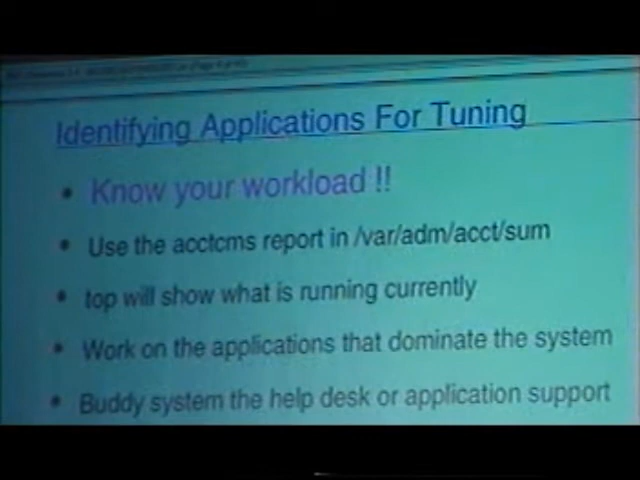 Identifying Applications For Tuning
• Know your workload !!
• Use the acctcms report in /var/adm/acct/sum
• top will show what is running currently
• Work on the applications that dominate the system
• Buddy system the help desk or application support